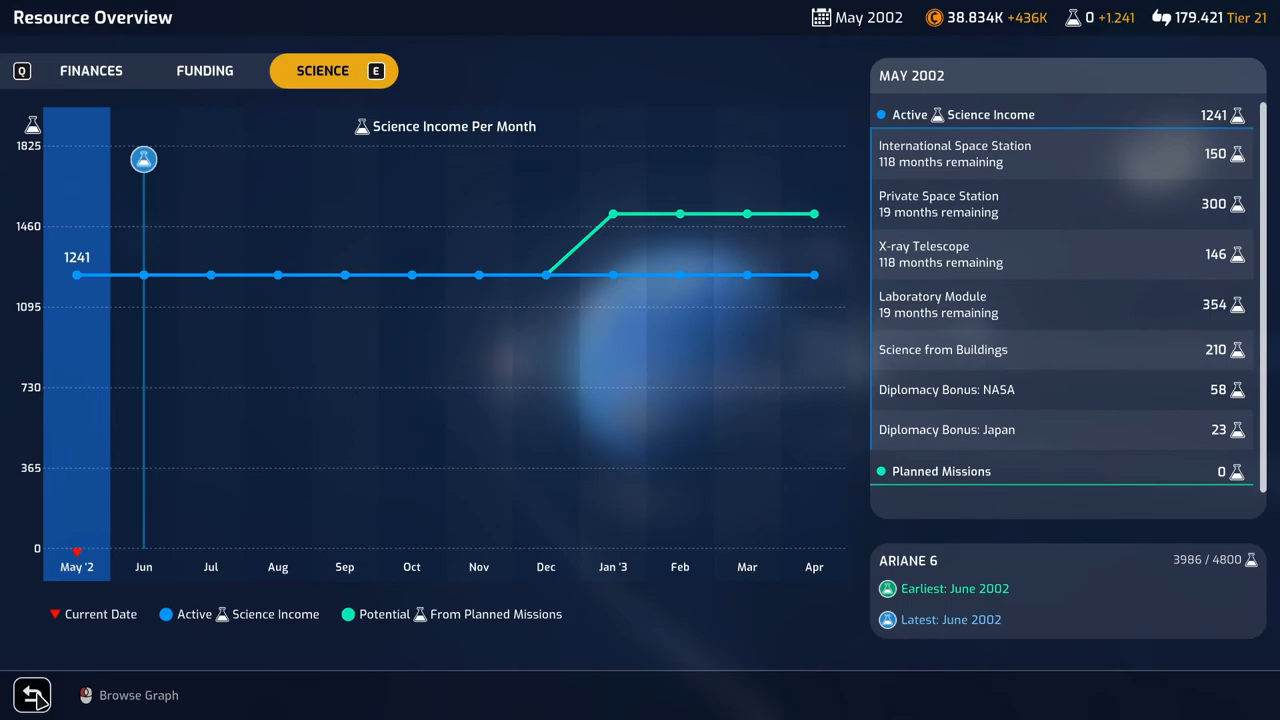 Resource Overview
May 2002
38.834K +436K
0 +1.241
179.421 Tier 21
Q
FINANCES
FUNDING
SCIENCE
E
Science Income Per Month
1825
1460
1241
1095
730
365
0
May '2
Jun
Jul
Aug
Sep
Oct
Nov
Dec
Jan '3
Feb
Mar
Apr
Current Date
Active Science Income
Potential From Planned Missions
MAY 2002
Active Science Income 1241
International Space Station
118 months remaining
150
Private Space Station
19 months remaining
300
X-ray Telescope
118 months remaining
146
Laboratory Module
19 months remaining
354
Science from Buildings 210
Diplomacy Bonus: NASA 58
Diplomacy Bonus: Japan 23
Planned Missions 0
ARIANE 6 3986 / 4800
Earliest: June 2002
Latest: June 2002
Browse Graph